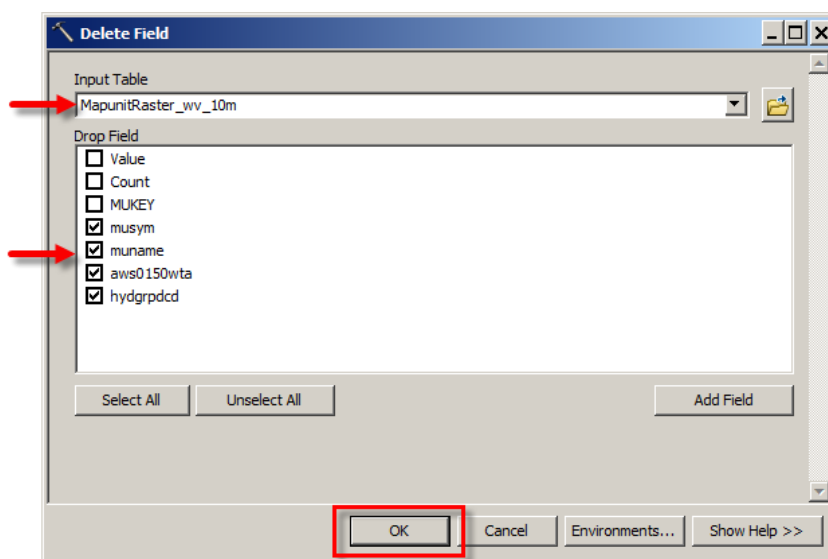 Delete Field
Input Table
MapunitRaster_wv_10m
Drop Field
Value
Count
MUKEY
musym
muname
aws0150wta
hydgrpdcd
Select All Unselect All Add Field
OK Cancel Environments... Show Help >>